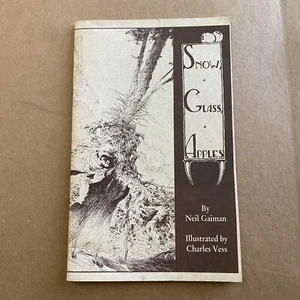 Snow,
Glass,
Apples
By
Neil Gaiman
Illustrated by
Charles Vess